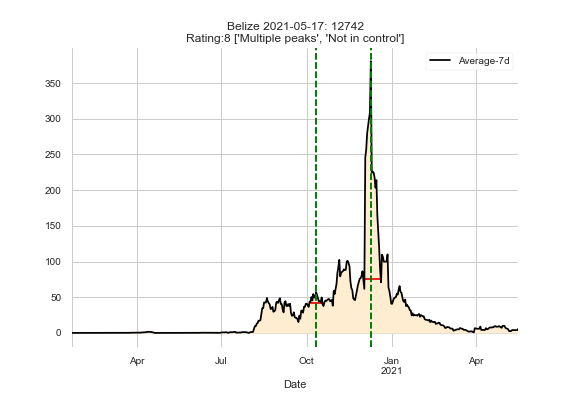 Belize 2021-05-17: 12742
Rating:8 ['Multiple peaks', 'Not in control']
Average-7d
350
300
250
200
150
100
50
0
Apr
Jul
Oct
Jan
2021
Apr
Date